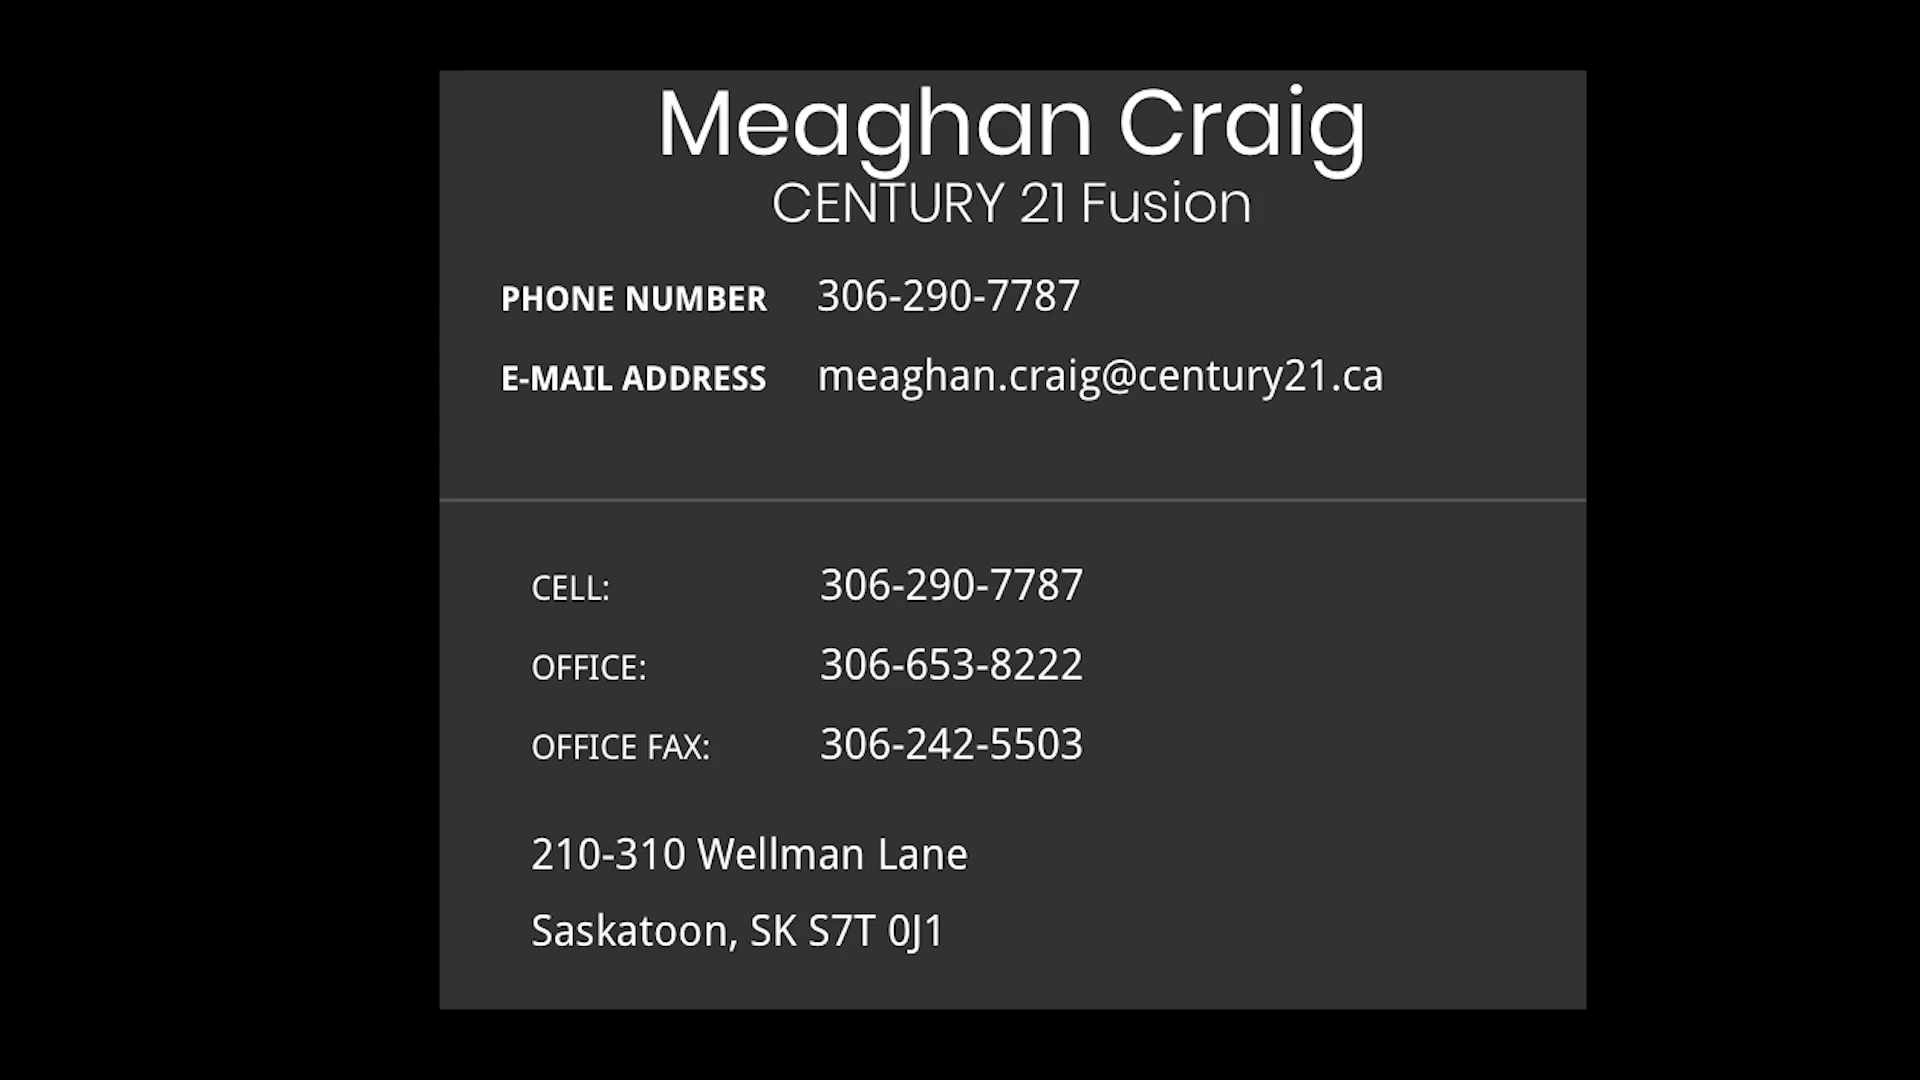 Meaghan Craig
CENTURY 21 Fusion
PHONE NUMBER 306-290-7787
E-MAIL ADDRESS meaghan.craig@century21.ca
CELL: 306-290-7787
OFFICE: 306-653-8222
OFFICE FAX: 306-242-5503
210-310 Wellman Lane
Saskatoon, SK S7T 0J1